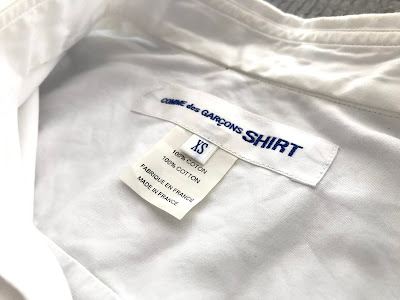 COMME des GARÇONS SHIRT
XS
100% COTON
100% COTTON
FABRIQUE EN FRANCE
MADE IN FRANCE